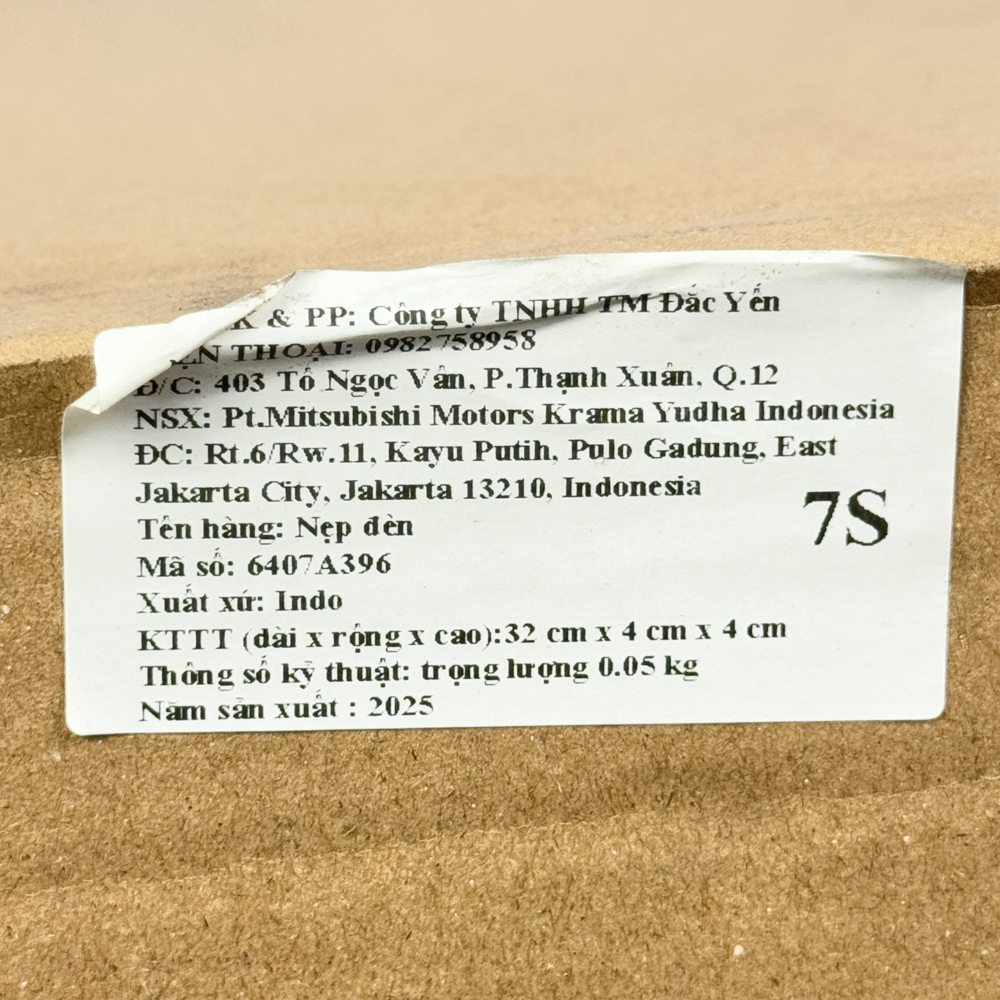 & PP: Công ty TNHH TM Đắc Yến
THOẠI: 0982758958
Đ/C: 403 Tô Ngọc Vân, P.Thạnh Xuân, Q.12
NSX: Pt.Mitsubishi Motors Krama Yudha Indonesia
ĐC: Rt.6/Rw.11, Kayu Putih, Pulo Gadung, East
Jakarta City, Jakarta 13210, Indonesia
7S
Tên hàng: Nẹp đèn
Mã số: 6407A396
Xuất xứ: Indo
KTTT (dài x rộng x cao):32 cm x 4 cm x 4 cm
Thông số kỹ thuật: trọng lượng 0.05 kg
Năm sản xuất : 2025